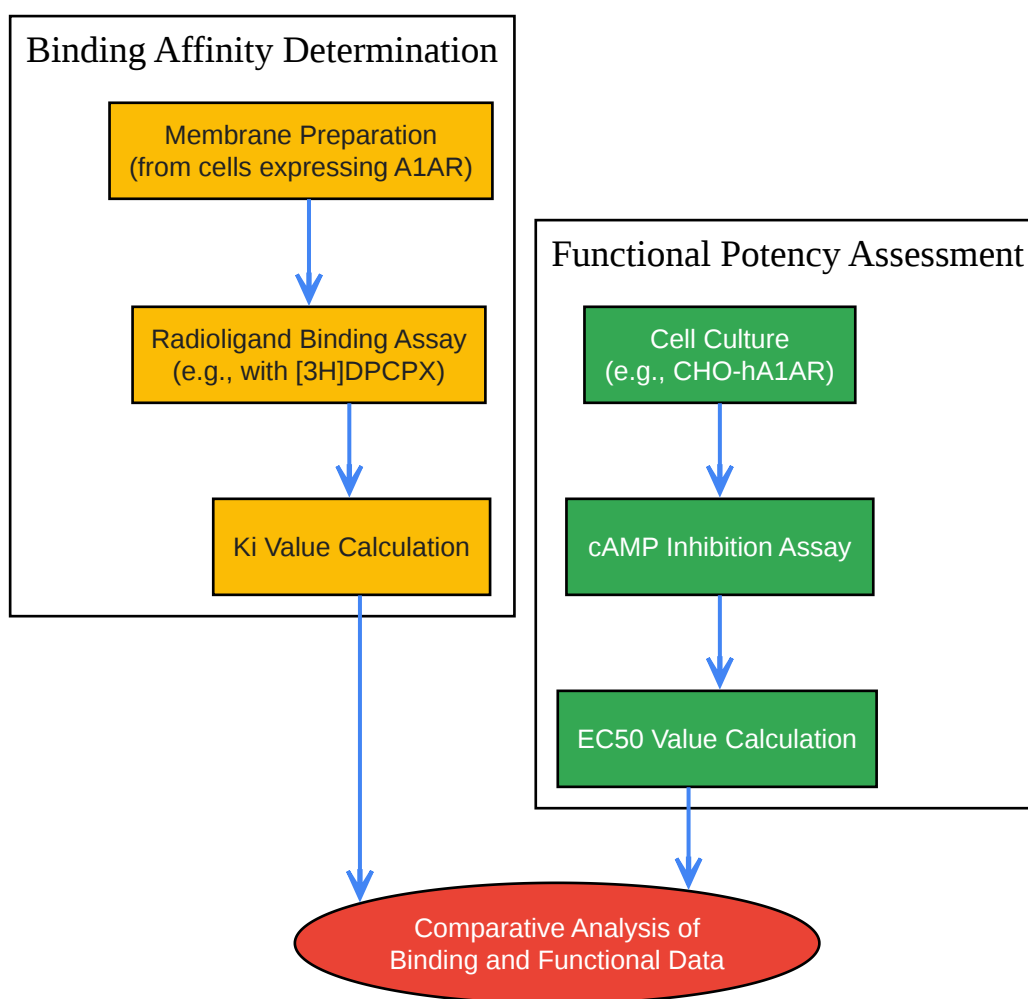 Binding Affinity Determination
Membrane Preparation
(from cells expressing A1AR)
Radioligand Binding Assay
(e.g., with [3H]DPCPX)
Ki Value Calculation
Functional Potency Assessment
Cell Culture
(e.g., CHO-hA1AR)
cAMP Inhibition Assay
EC50 Value Calculation
Comparative Analysis of
Binding and Functional Data